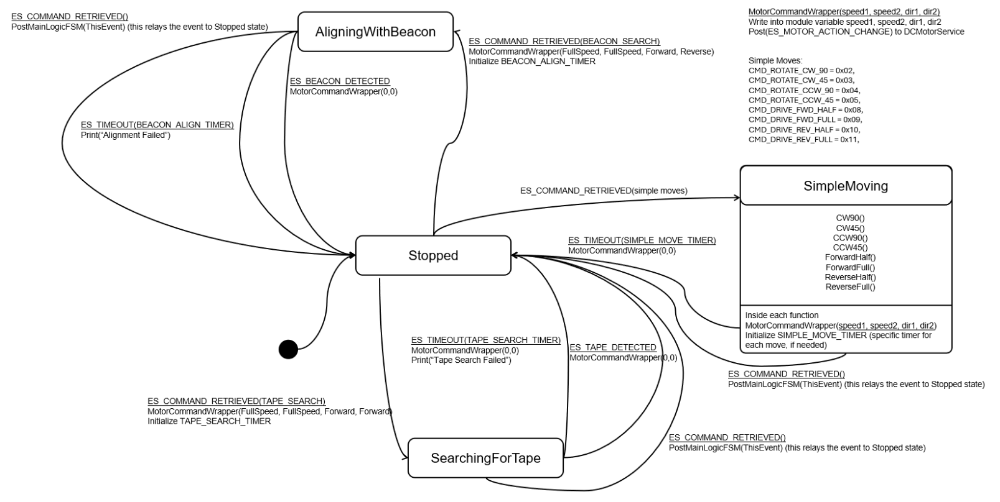 ES_COMMAND_RETRIEVED()
PostMainLogicFSM(ThisEvent) (this relays the event to Stopped state)
AligningWithBeacon
ES_COMMAND_RETRIEVED(BEACON_SEARCH)
MotorCommandWrapper(FullSpeed, FullSpeed, Forward, Reverse)
Initialize BEACON_ALIGN_TIMER
MotorCommandWrapper(speed1, speed2, dir1, dir2)
Write into module variable speed1, speed2, dir1, dir2
Post(ES_MOTOR_ACTION_CHANGE) to DCMotorService
Simple Moves:
CMD_ROTATE_CW_90 = 0x02,
CMD_ROTATE_CW_45 = 0x03,
CMD_ROTATE_CCW_90 = 0x04,
CMD_ROTATE_CCW_45 = 0x05,
CMD_DRIVE_FWD_HALF = 0x08,
CMD_DRIVE_FWD_FULL = 0x09,
CMD_DRIVE_REV_HALF = 0x10,
CMD_DRIVE_REV_FULL = 0x11,
ES_BEACON_DETECTED
MotorCommandWrapper(0,0)
ES_TIMEOUT(BEACON_ALIGN_TIMER)
Print("Alignment Failed")
ES_COMMAND_RETRIEVED(simple moves)
SimpleMoving
CW90()
CW45()
CCW90()
CCW45()
ForwardHalf()
ForwardFull()
ReverseHalf()
ReverseFull()
Inside each function
MotorCommandWrapper(speed1, speed2, dir1, dir2)
Initialize SIMPLE_MOVE_TIMER (specific timer for
each move, if needed)
ES_TIMEOUT(SIMPLE_MOVE_TIMER)
MotorCommandWrapper(0,0)
Stopped
ES_TIMEOUT(TAPE_SEARCH_TIMER)
MotorCommandWrapper(0,0)
Print("Tape Search Failed")
ES_TAPE_DETECTED
MotorCommandWrapper(0,0)
ES_COMMAND_RETRIEVED()
PostMainLogicFSM(ThisEvent) (this relays the event to Stopped state)
ES_COMMAND_RETRIEVED(TAPE_SEARCH)
MotorCommandWrapper(FullSpeed, FullSpeed, Forward, Forward)
Initialize TAPE_SEARCH_TIMER
SearchingForTape
ES_COMMAND_RETRIEVED()
PostMainLogicFSM(ThisEvent) (this relays the event to Stopped state)